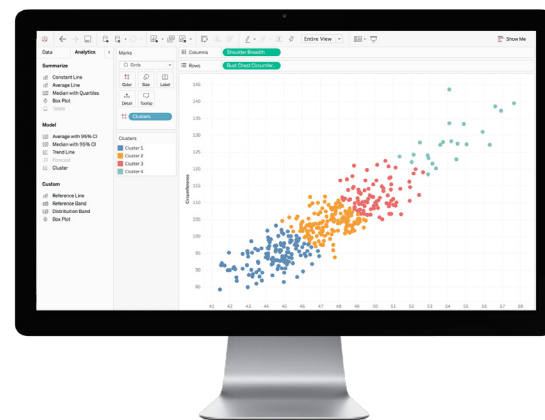 Entire View
Show Me
Data
Analytics
Marks
Columns
Shoulder Breadth
Rows
Bust Chest Circumfer..
Summarize
Constant Line
Average Line
Median with Quartiles
Box Plot
Totals
Model
Average with 95% CI
Median with 95% CI
Trend Line
Forecast
Cluster
Custom
Reference Line
Reference Band
Distribution Band
Box Plot
Circle
Color
Size
Label
Detail
Tooltip
Clusters
Clusters
Cluster 1
Cluster 2
Cluster 3
Cluster 4
Circumference
145
140
135
130
125
120
115
110
105
100
95
90
85
80
41 42 43 44 45 46 47 48 49 50 51 52 53 54 55 56 57 58